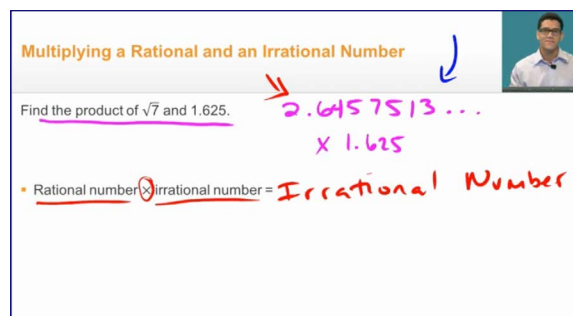 Multiplying a Rational and an Irrational Number
Find the product of √7 and 1.625.
2.6457513...
x 1.625
• Rational number × irrational number = Irrational Number